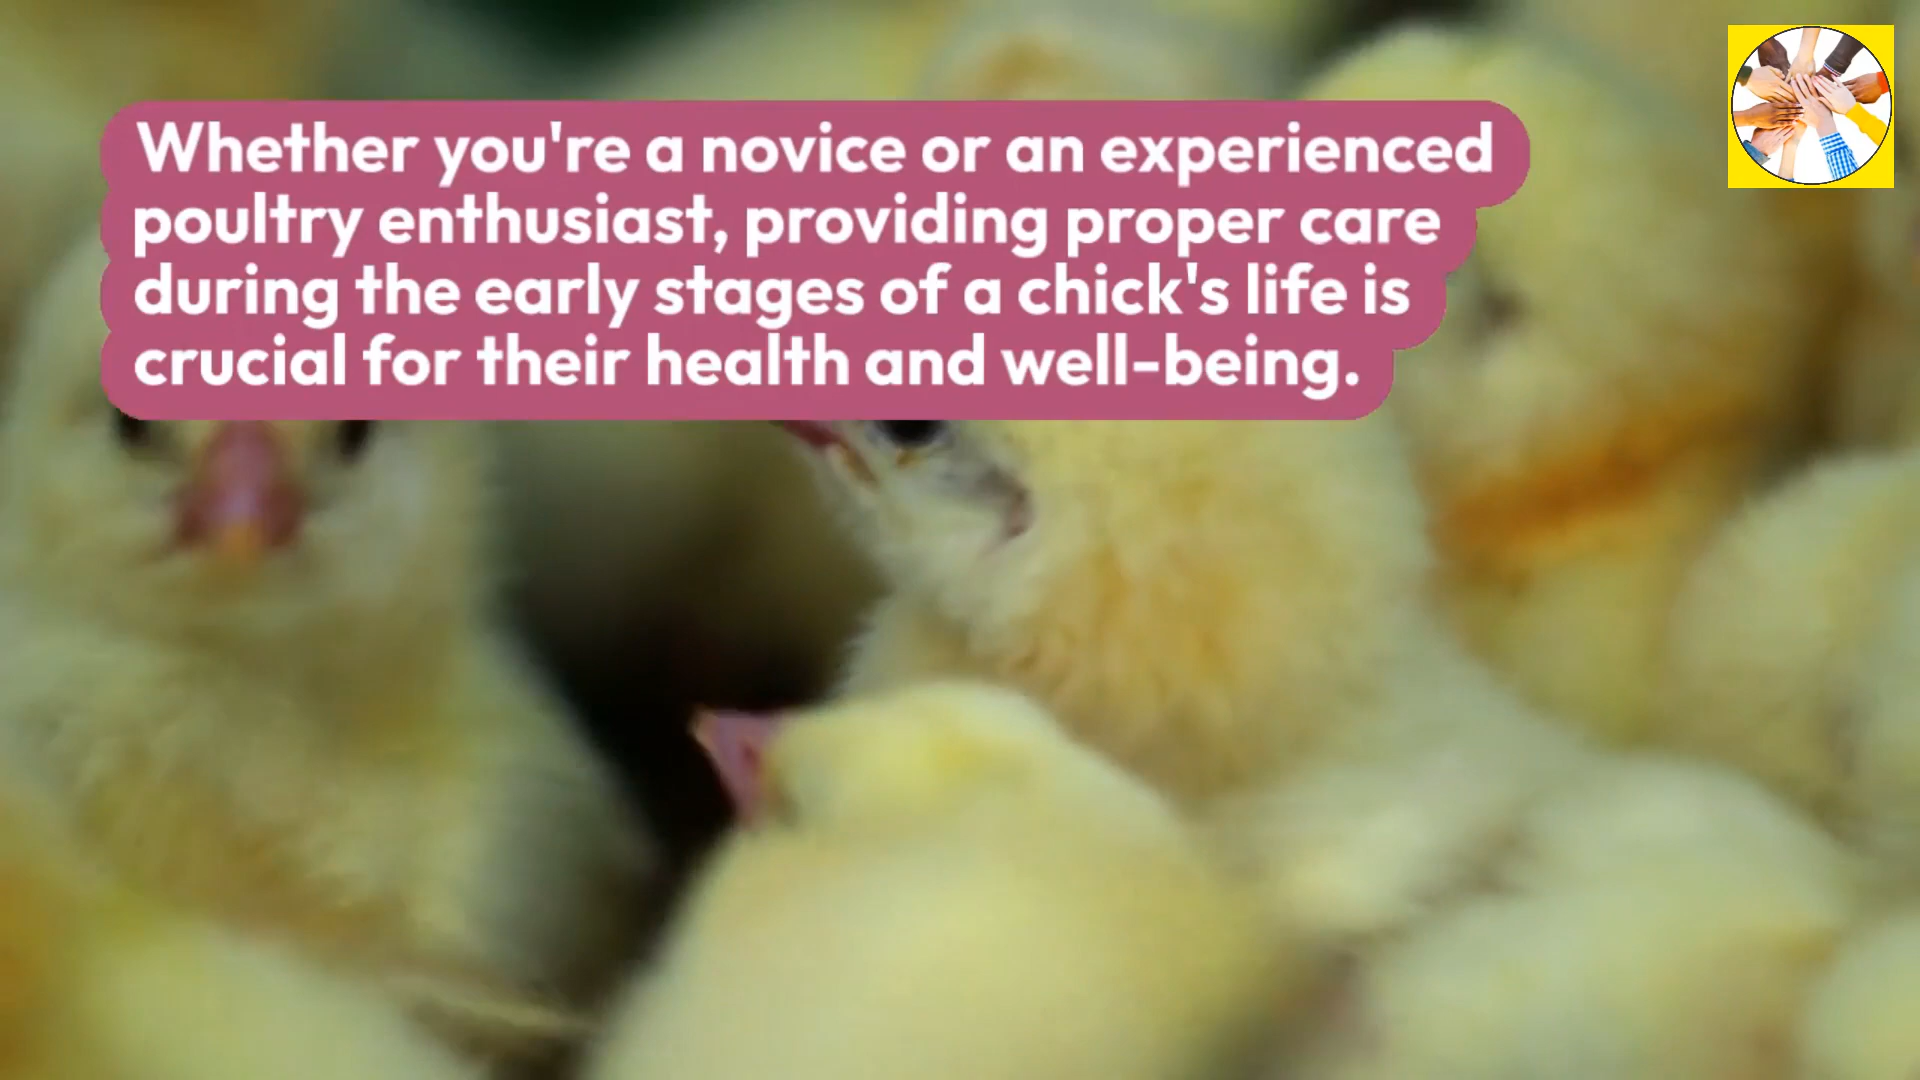 Whether you're a novice or an experienced
poultry enthusiast, providing proper care
during the early stages of a chick's life is
crucial for their health and well-being.